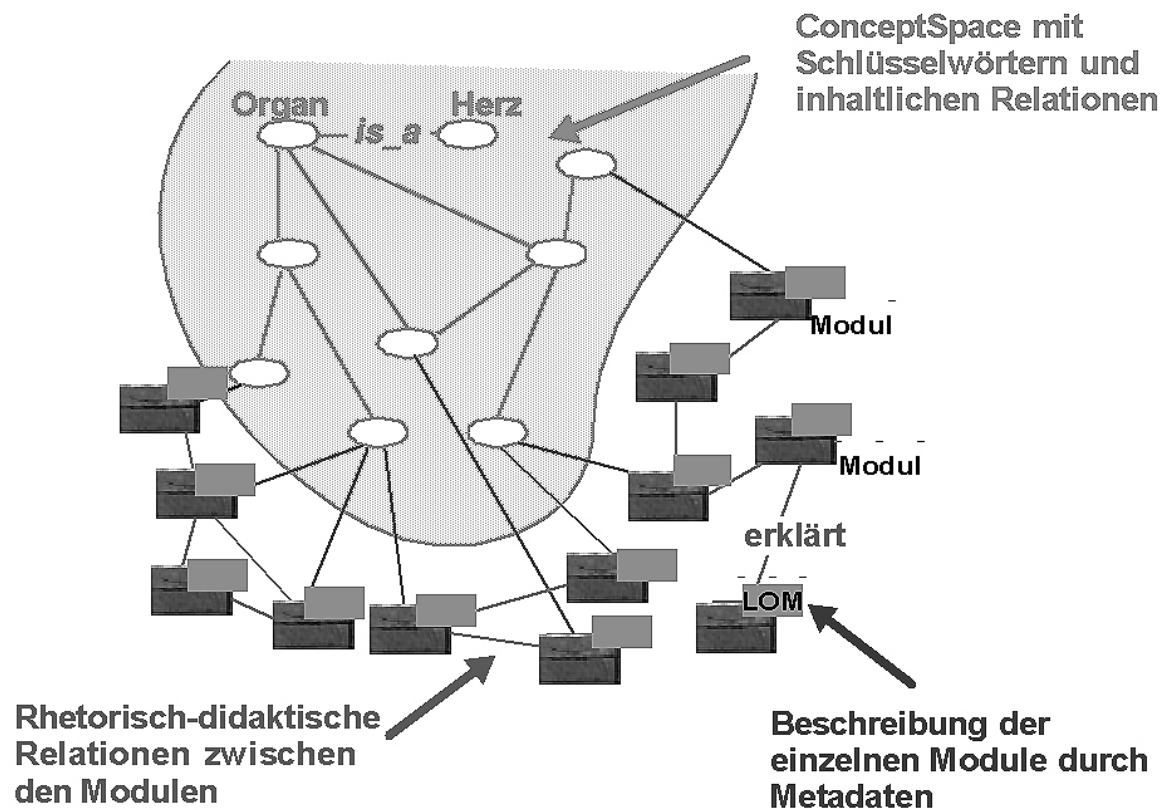 ConceptSpace mit
Schlüsselwörtern und
inhaltlichen Relationen
Organ
Herz
is_a
Modul
Modul
erklärt
LOM
Rhetorisch-didaktische
Relationen zwischen
den Modulen
Beschreibung der
einzelnen Module durch
Metadaten